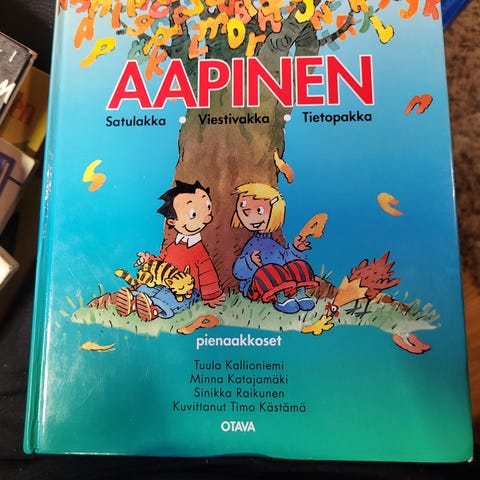 AAPINEN
Satulakka • Viestivakka • Tietopakka
pienaakkoset
Tuula Kallioniemi
Minna Katajamäki
Sinikka Raikunen
Kuvittanut Timo Kästämä
OTAVA